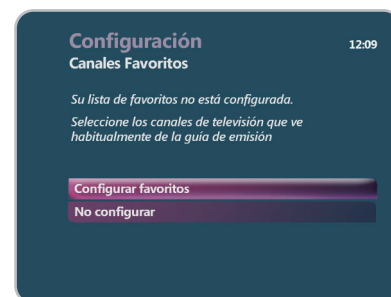 Configuración
12:09
Canales Favoritos
Su lista de favoritos no está configurada.
Seleccione los canales de televisión que ve
habitualmente de la guía de emisión
Configurar favoritos
No configurar